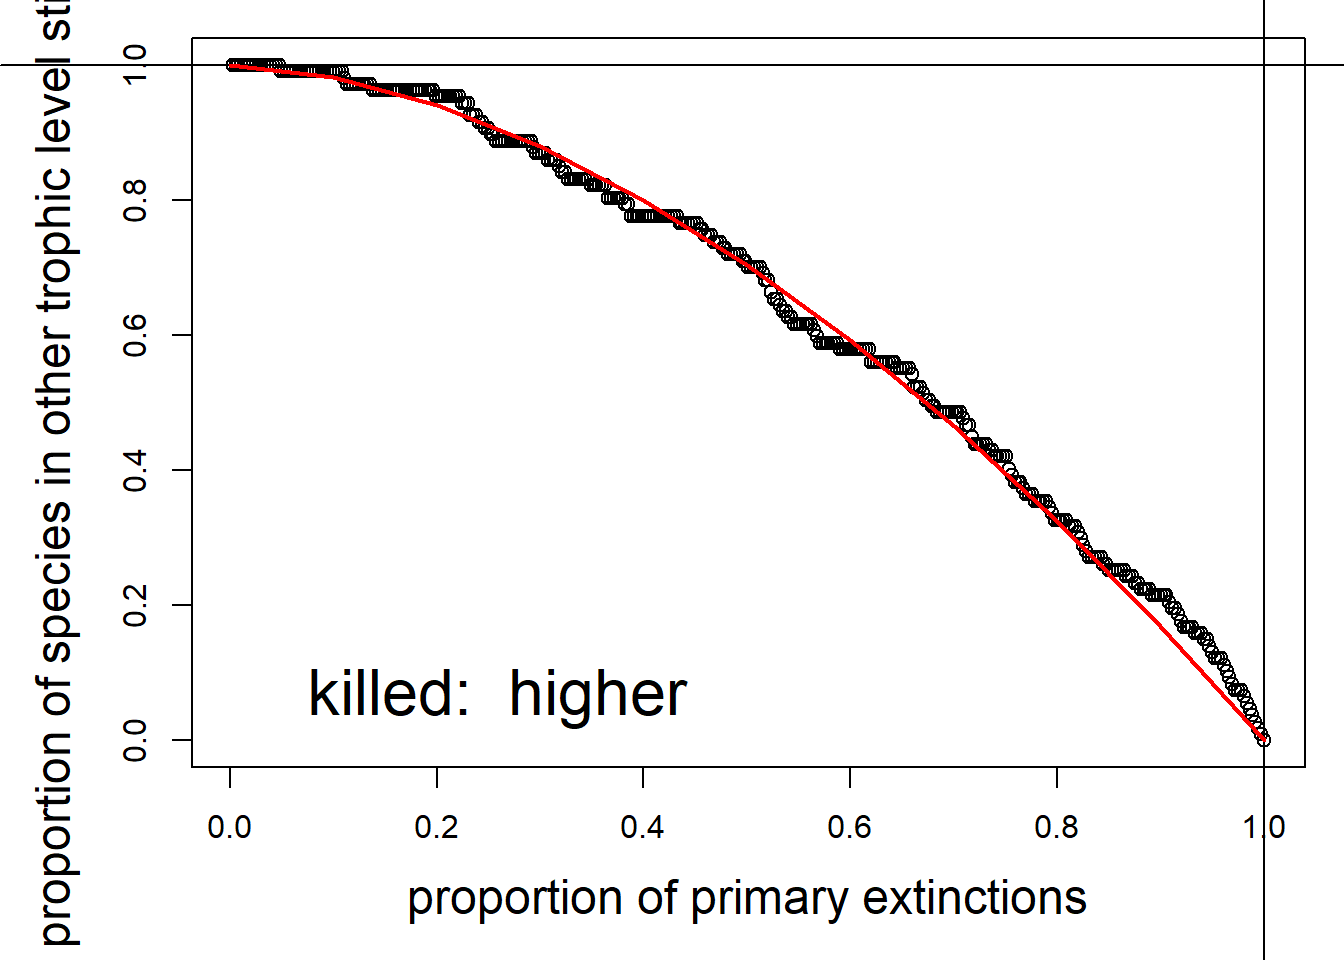 proportion of species in other trophic level sti
1.0
0.8
0.6
0.4
0.2
0.0
killed:  higher
0.0 0.2 0.4 0.6 0.8 1.0
proportion of primary extinctions